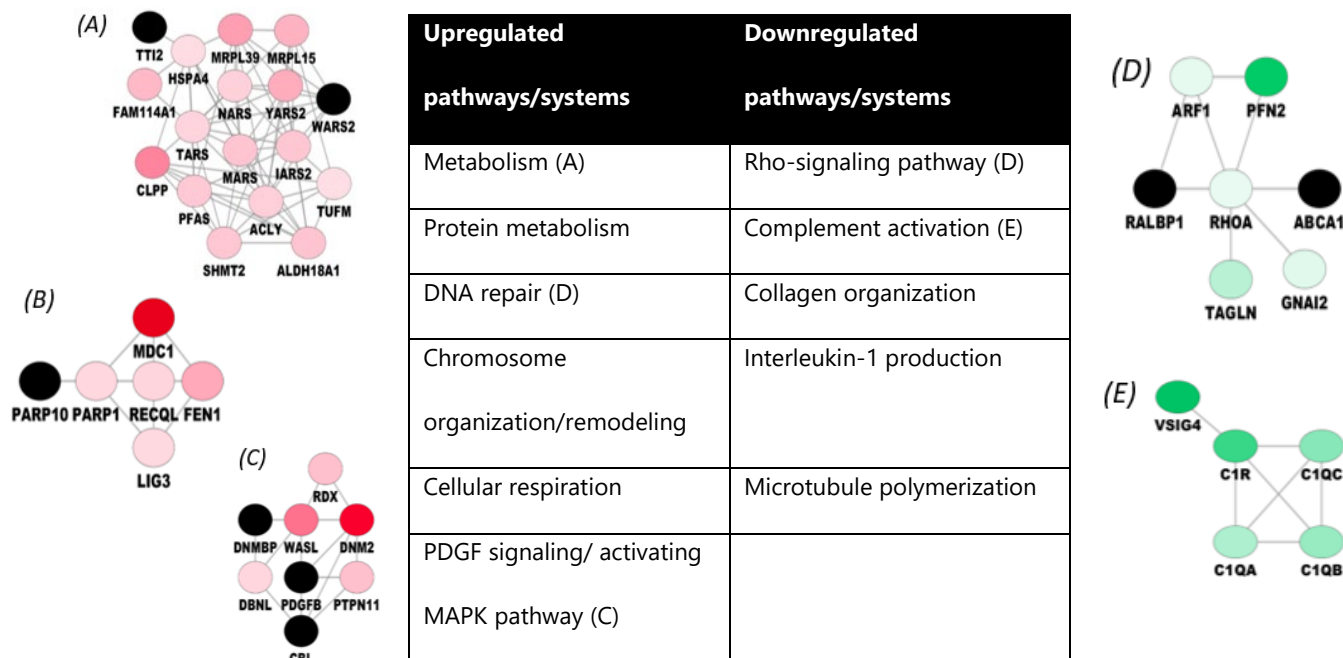 (A)
TTI2
MRPL39
MRPL15
HSPA4
FAM114A1
NARS
YARS2
WARS2
TARS
MARS
IARS2
CLPP
PFAS
ACLY
TUFM
SHMT2
ALDH18A1
(B)
MDC1
PARP10
PARP1
RECQL
FEN1
LIG3
(C)
RDX
DNMBP
WASL
DNM2
DBNL
PDGFB
PTPN11
Upregulated
pathways/systems
Downregulated
pathways/systems
Metabolism (A)
Rho-signaling pathway (D)
Protein metabolism
Complement activation (E)
DNA repair (D)
Collagen organization
Chromosome
organization/remodeling
Interleukin-1 production
Cellular respiration
Microtubule polymerization
PDGF signaling/ activating
MAPK pathway (C)
(D)
ARF1
PFN2
RALBP1
RHOA
ABCA1
TAGLN
GNAI2
(E)
VSIG4
C1R
C1QC
C1QA
C1QB